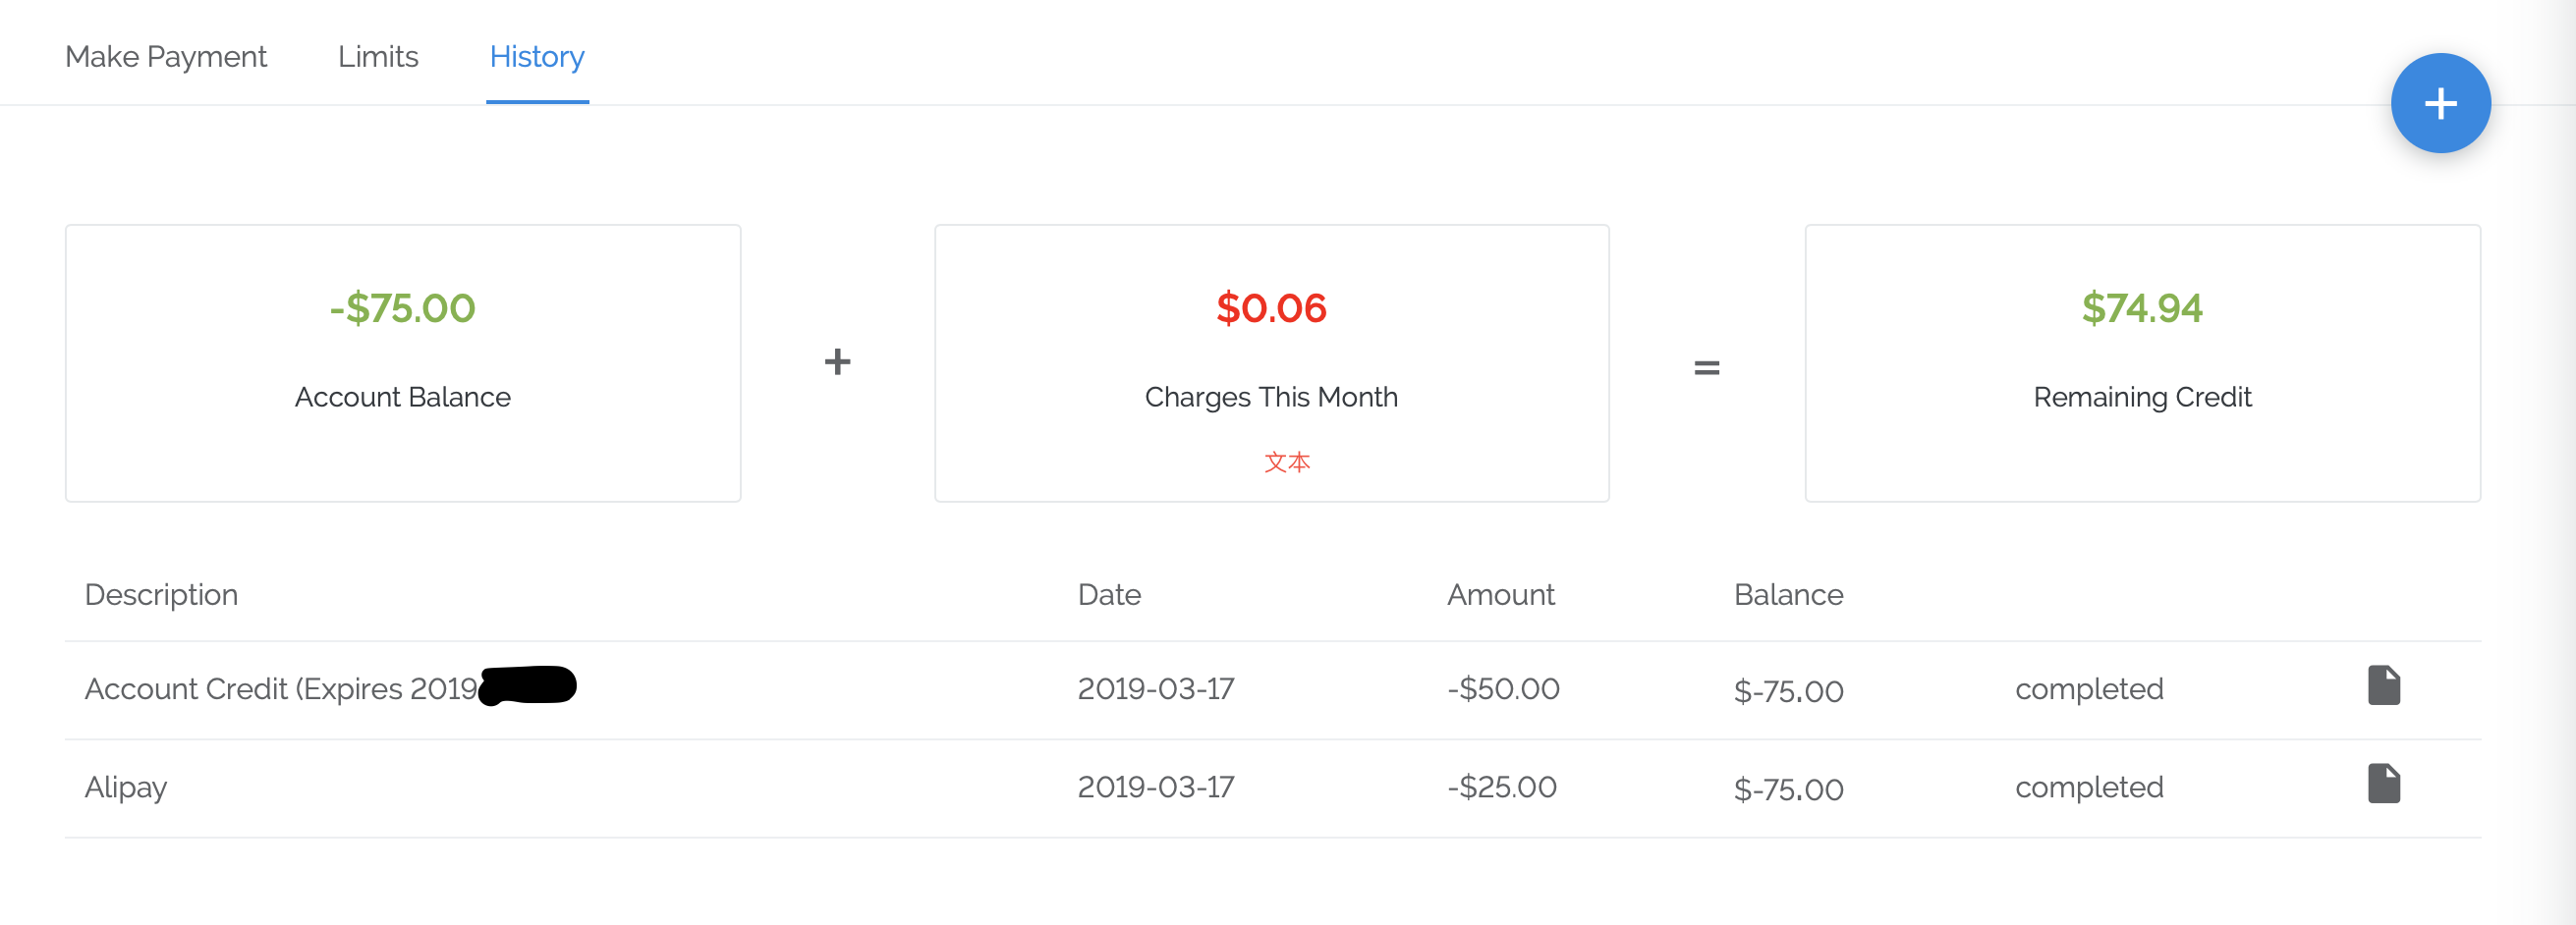 Make Payment Limits History
+
-$75.00 + $0.06 = $74.94
Account Balance Charges This Month Remaining Credit
文本
Description Date Amount Balance
Account Credit (Expires 2019 2019-03-17 -$50.00 $-75.00 completed
Alipay 2019-03-17 -$25.00 $-75.00 completed